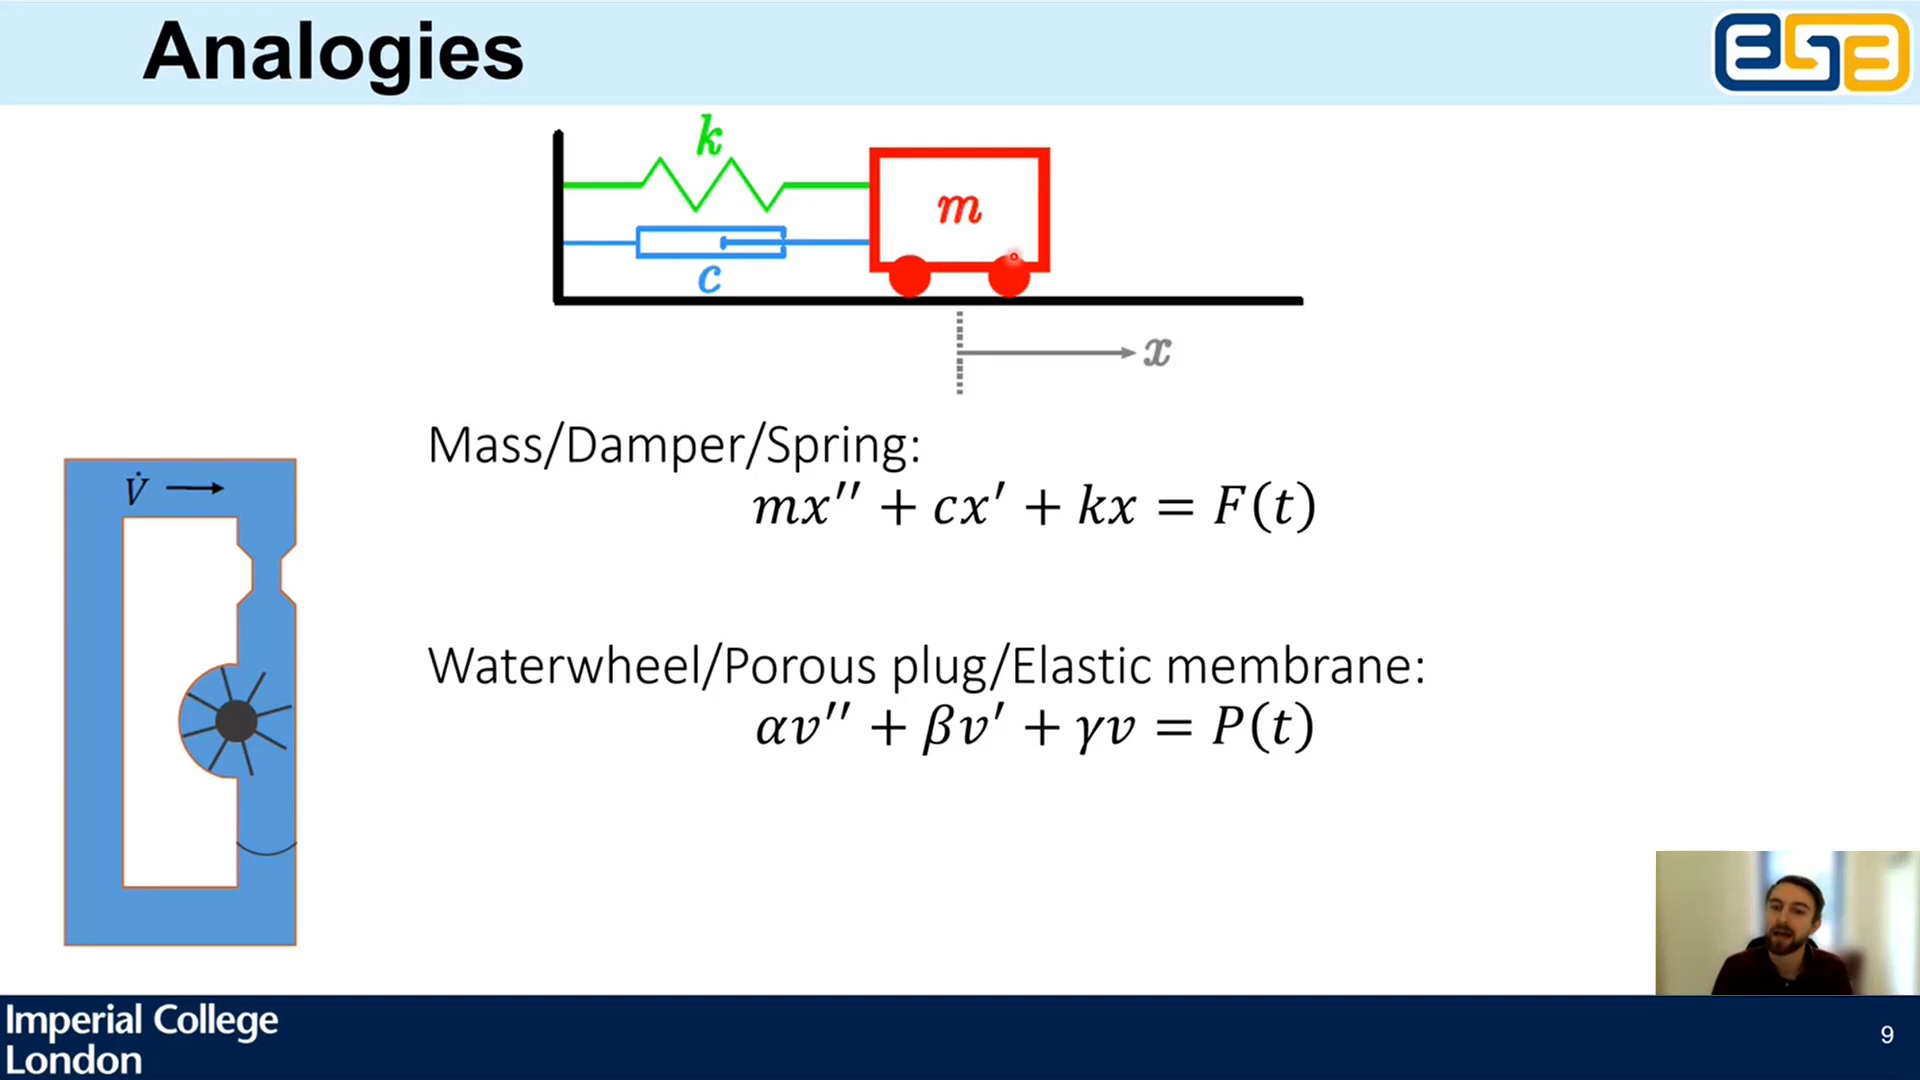 Analogies
k
m
c
x
V̇
Mass/Damper/Spring:
mx′′ + cx′ + kx = F(t)
Waterwheel/Porous plug/Elastic membrane:
αv′′ + βv′ + γv = P(t)
Imperial College
London
9